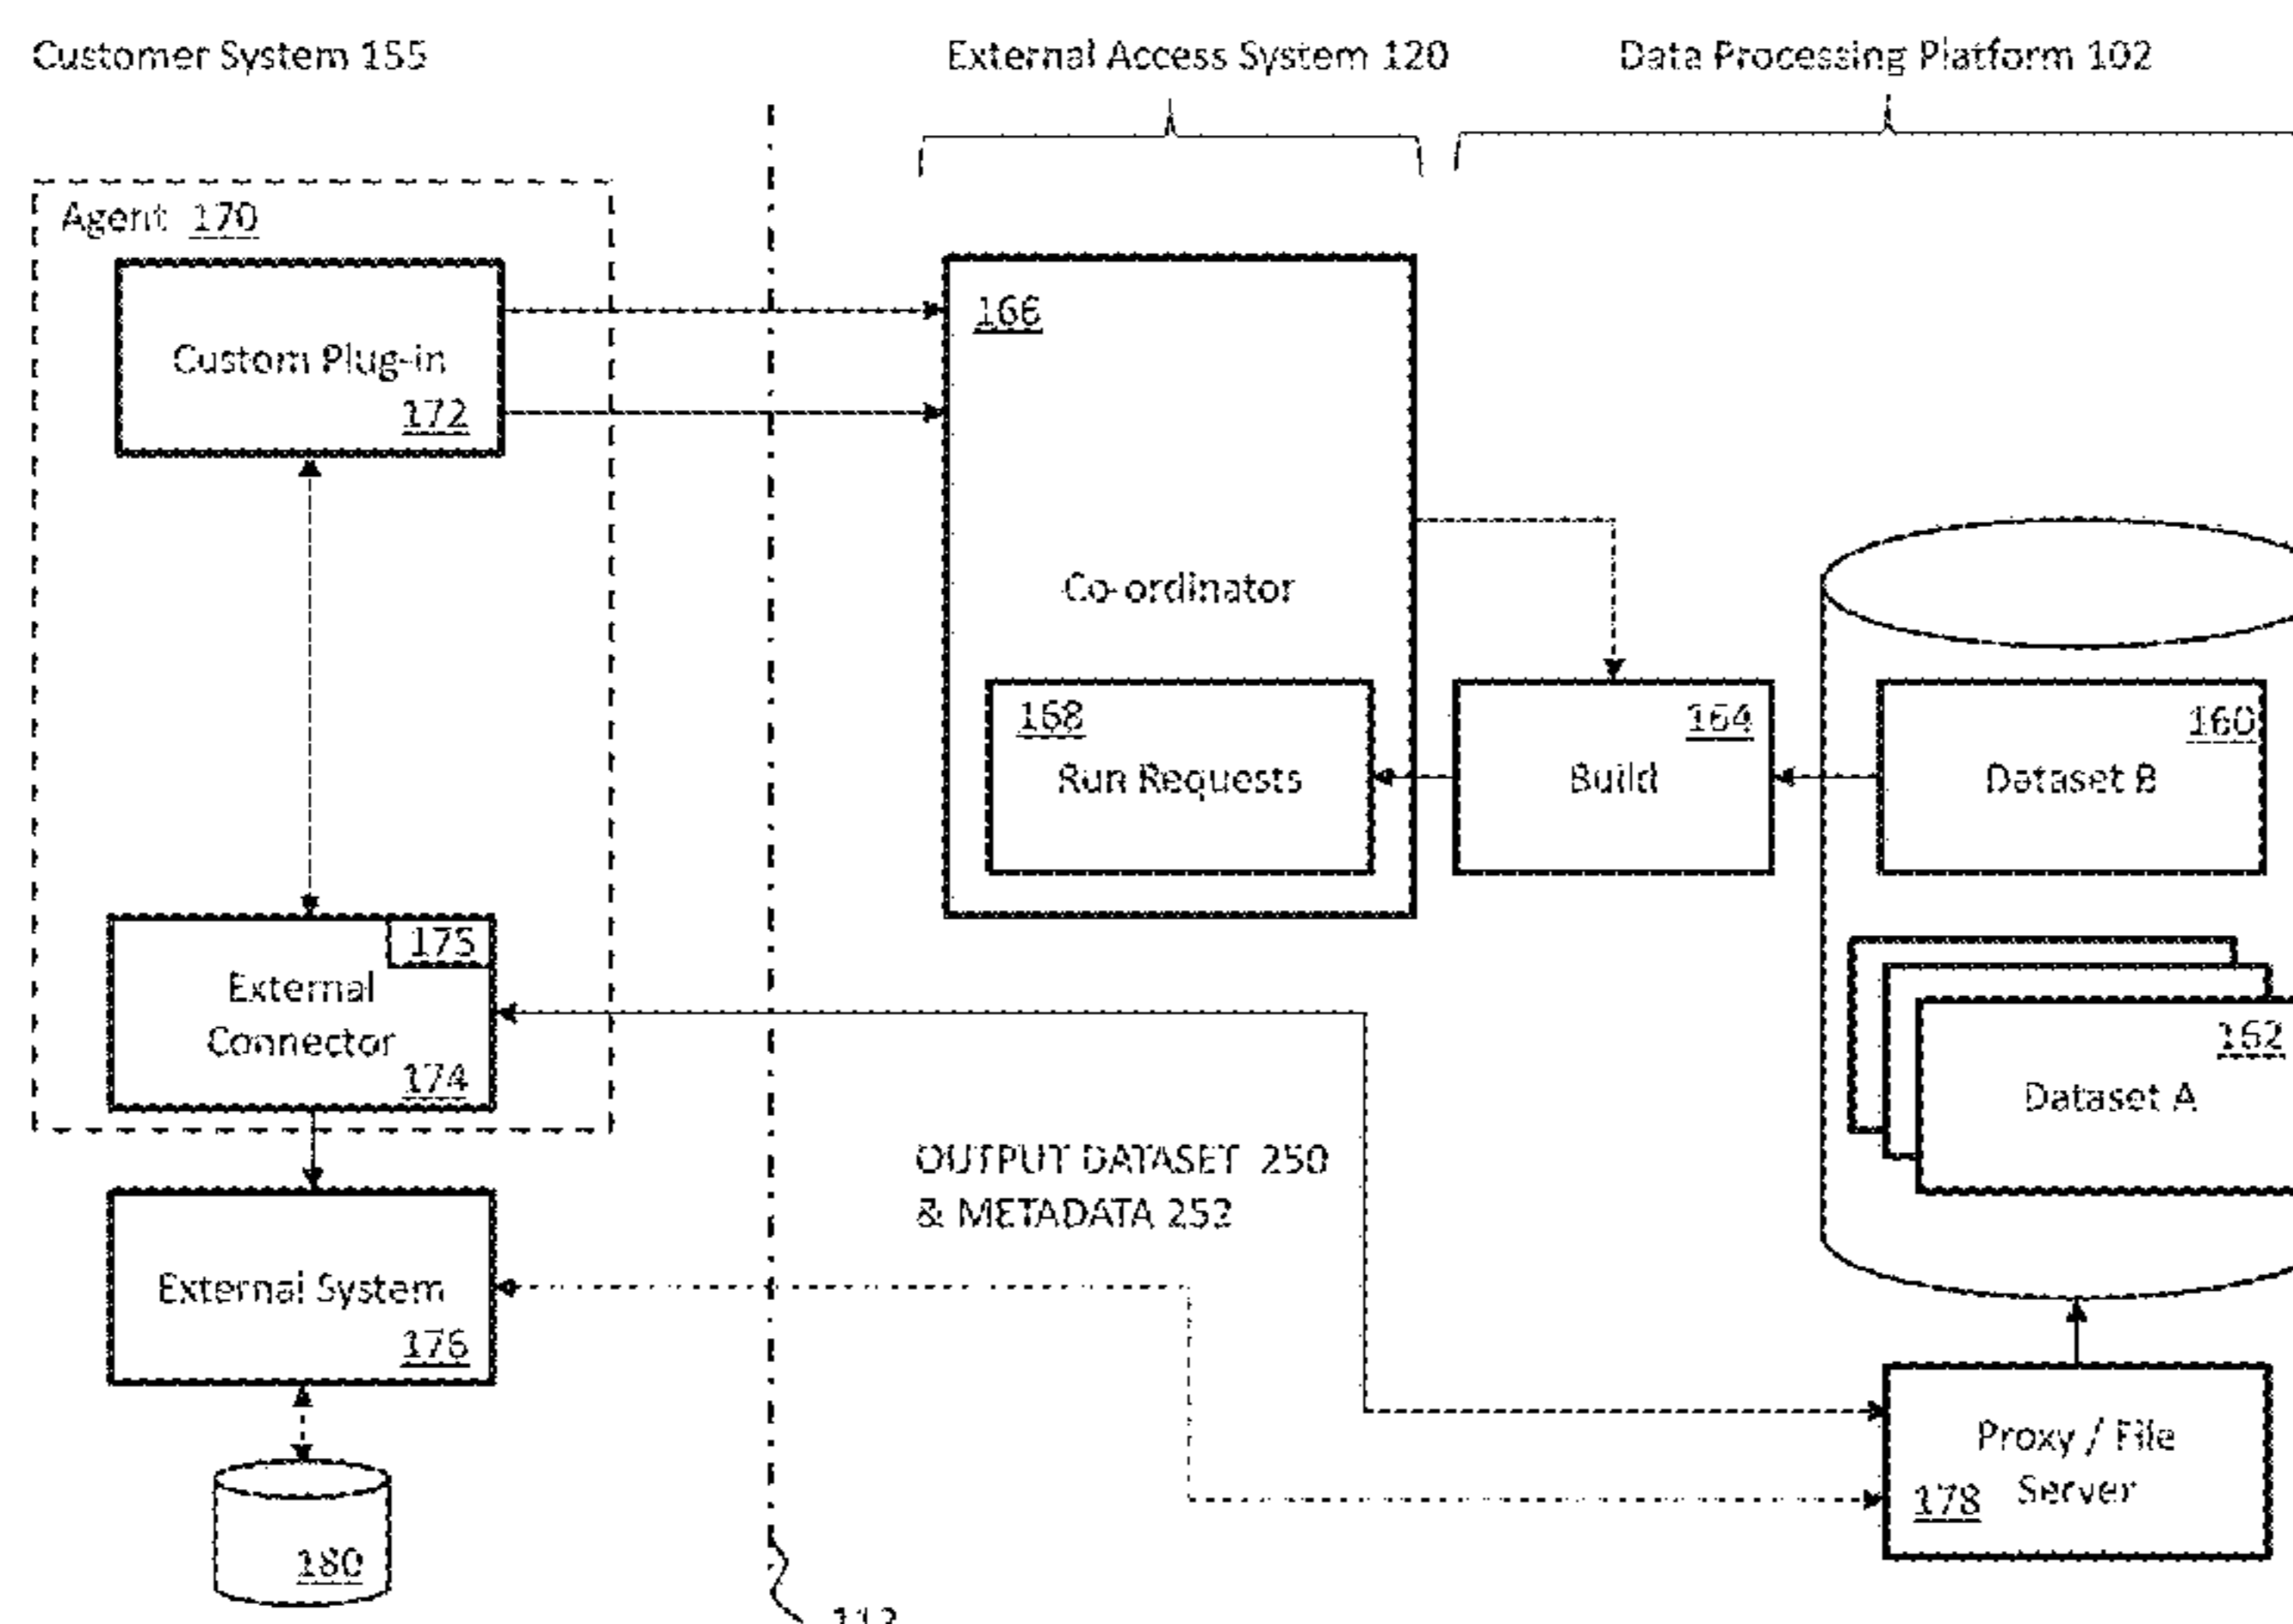 Customer System 155
External Access System 120
Data Processing Platform 102
Agent 170
Custom Plug-in
172
166
Co-ordinator
168
Run Requests
164
Build
160
Dataset B
175
External
Connector
174
162
Dataset A
OUTPUT DATASET 250
& METADATA 252
External System
176
Proxy / File
Server
178
180